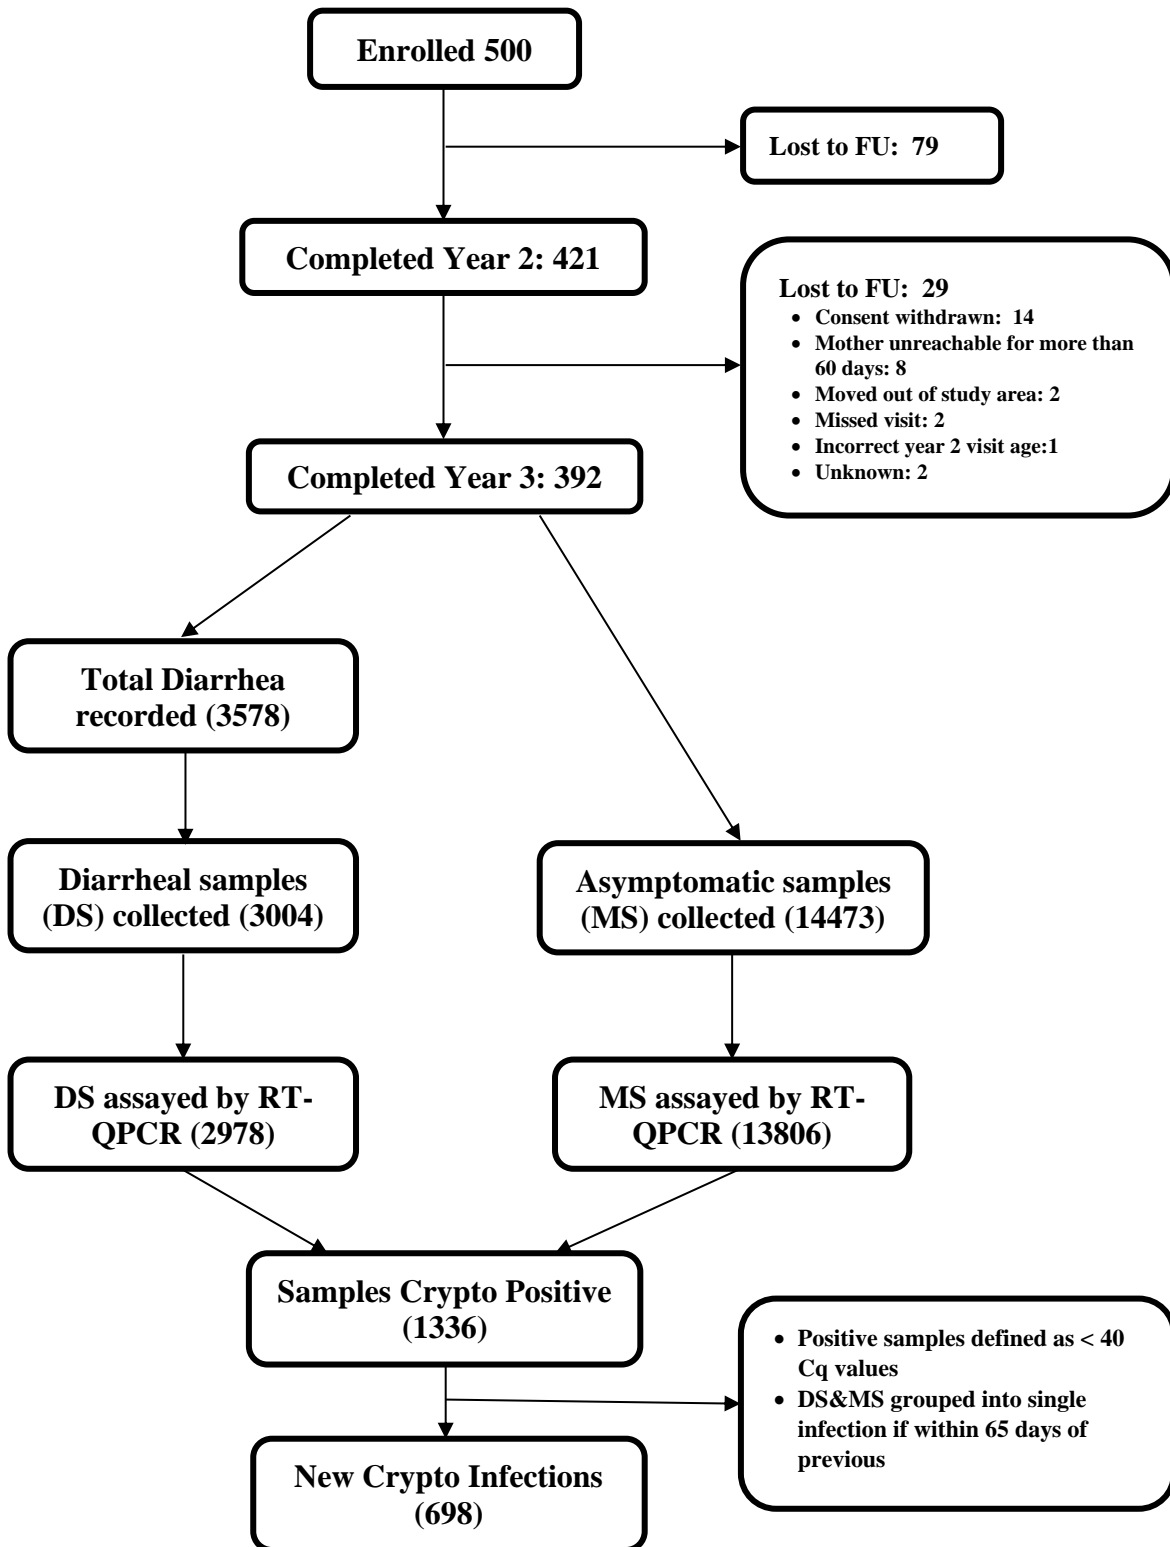 Enrolled 500
Lost to FU: 79
Completed Year 2: 421
Lost to FU: 29
• Consent withdrawn: 14
• Mother unreachable for more than
60 days: 8
• Moved out of study area: 2
• Missed visit: 2
• Incorrect year 2 visit age:1
• Unknown: 2
Completed Year 3: 392
Total Diarrhea
recorded (3578)
Diarrheal samples
(DS) collected (3004)
Asymptomatic samples
(MS) collected (14473)
DS assayed by RT-
QPCR (2978)
MS assayed by RT-
QPCR (13806)
Samples Crypto Positive
(1336)
• Positive samples defined as < 40
Cq values
• DS&MS grouped into single
infection if within 65 days of
previous
New Crypto Infections
(698)